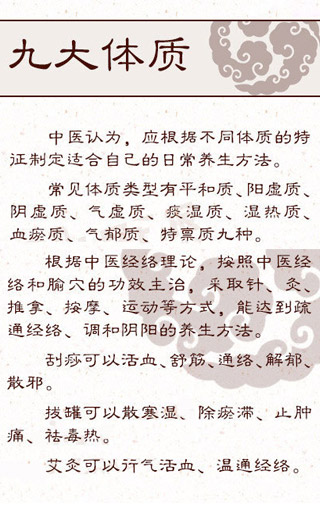 九大体质
中医认为，应根据不同体质的特
征制定适合自己的日常养生方法。
常见体质类型有平和质、阳虚质、
阴虚质、气虚质、痰湿质、湿热质、
血瘀质、气郁质、特禀质九种。
根据中医经络理论，按照中医经
络和腧穴的功效主治，采取针、灸、
推拿、按摩、运动等方式，能达到疏
通经络、调和阴阳的养生方法。
刮痧可以活血、舒筋、通络、解郁、
散邪。
拔罐可以散寒湿、除瘀滞、止肿
痛、祛毒热。
艾灸可以行气活血、温通经络。